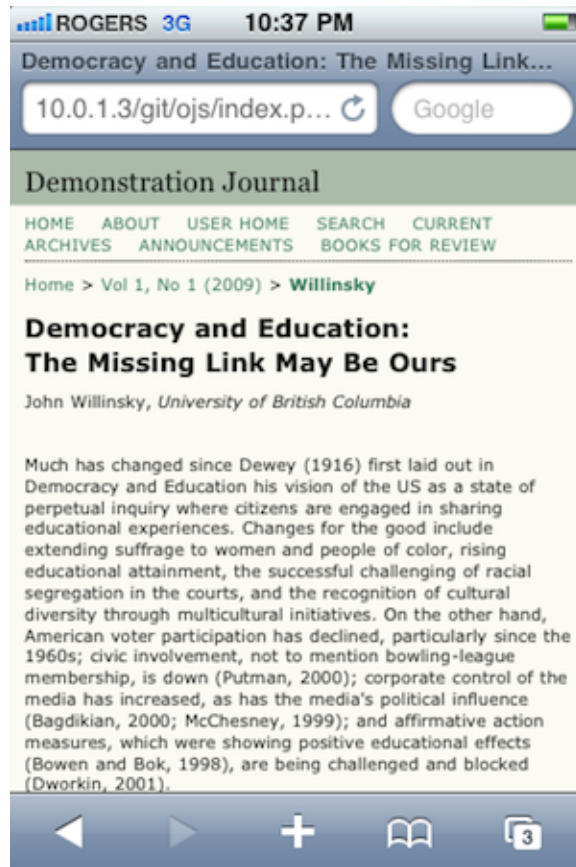 ROGERS 3G 10:37 PM
Democracy and Education: The Missing Link...
10.0.1.3/git/ojs/index.p... Google
Demonstration Journal
HOME ABOUT USER HOME SEARCH CURRENT
ARCHIVES ANNOUNCEMENTS BOOKS FOR REVIEW
Home > Vol 1, No 1 (2009) > Willinsky
Democracy and Education:
The Missing Link May Be Ours
John Willinsky, University of British Columbia
Much has changed since Dewey (1916) first laid out in
Democracy and Education his vision of the US as a state of
perpetual inquiry where citizens are engaged in sharing
educational experiences. Changes for the good include
extending suffrage to women and people of color, rising
educational attainment, the successful challenging of racial
segregation in the courts, and the recognition of cultural
diversity through multicultural initiatives. On the other hand,
American voter participation has declined, particularly since the
1960s; civic involvement, not to mention bowling-league
membership, is down (Putman, 2000); corporate control of the
media has increased, as has the media's political influence
(Bagdikian, 2000; McChesney, 1999); and affirmative action
measures, which were showing positive educational effects
(Bowen and Bok, 1998), are being challenged and blocked
(Dworkin, 2001).
3